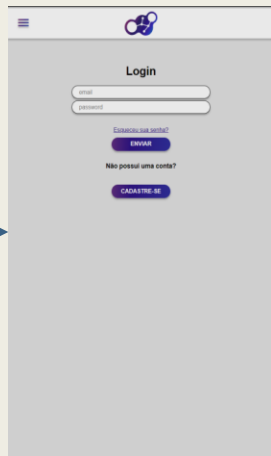 Login
email
password
Esqueceu sua senha?
ENVIAR
Não possui uma conta?
CADASTRE-SE